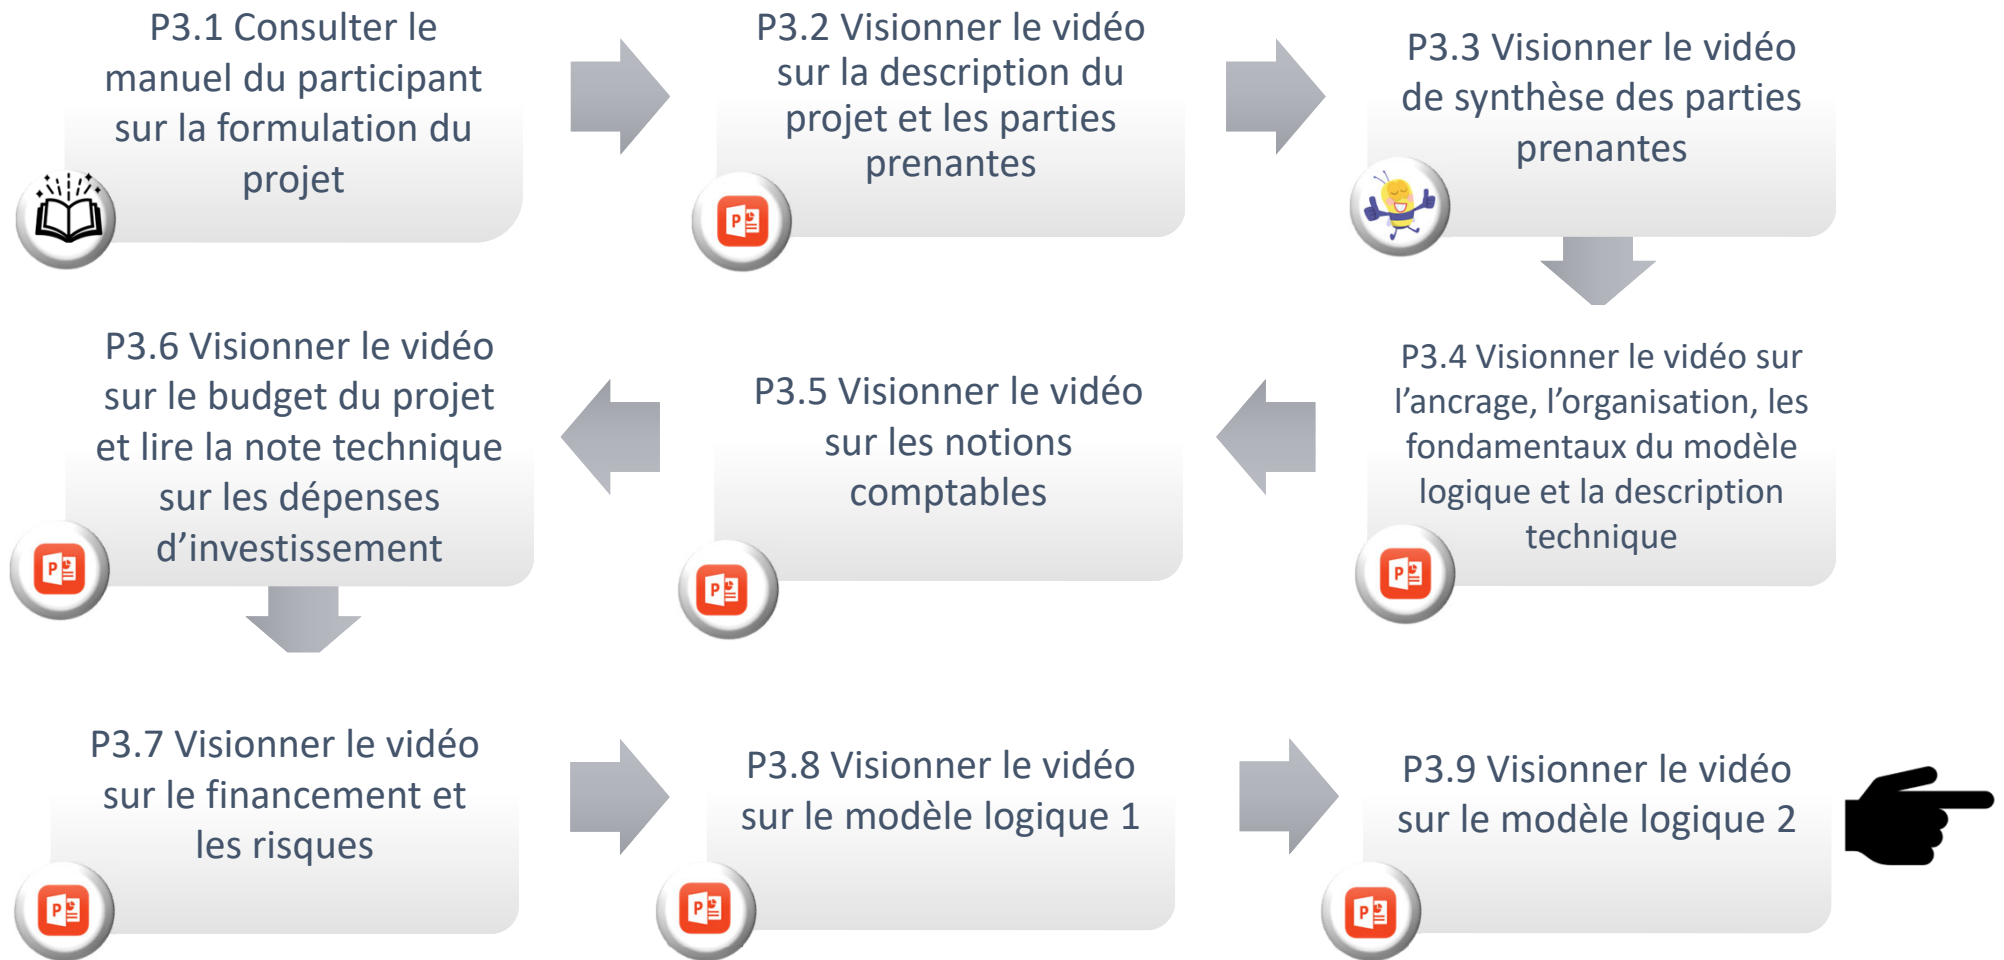 P3.1 Consulter le
manuel du participant
sur la formulation du
projet
P3.2 Visionner le vidéo
sur la description du
projet et les parties
prenantes
P3.3 Visionner le vidéo
de synthèse des parties
prenantes
P3.4 Visionner le vidéo sur
l’ancrage, l’organisation, les
fondamentaux du modèle
logique et la description
technique
P3.5 Visionner le vidéo
sur les notions
comptables
P3.6 Visionner le vidéo
sur le budget du projet
et lire la note technique
sur les dépenses
d’investissement
P3.7 Visionner le vidéo
sur le financement et
les risques
P3.8 Visionner le vidéo
sur le modèle logique 1
P3.9 Visionner le vidéo
sur le modèle logique 2